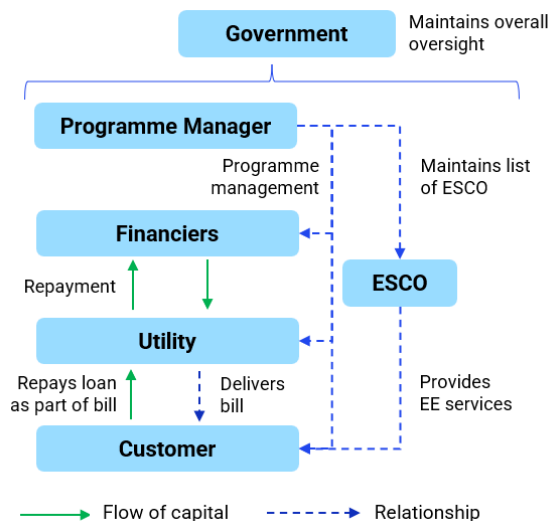 Government
Maintains overall
oversight
Programme Manager
Programme
management
Maintains list
of ESCO
Financiers
ESCO
Repayment
Utility
Repays loan
as part of bill
Delivers
bill
Provides
EE services
Customer
Flow of capital
Relationship